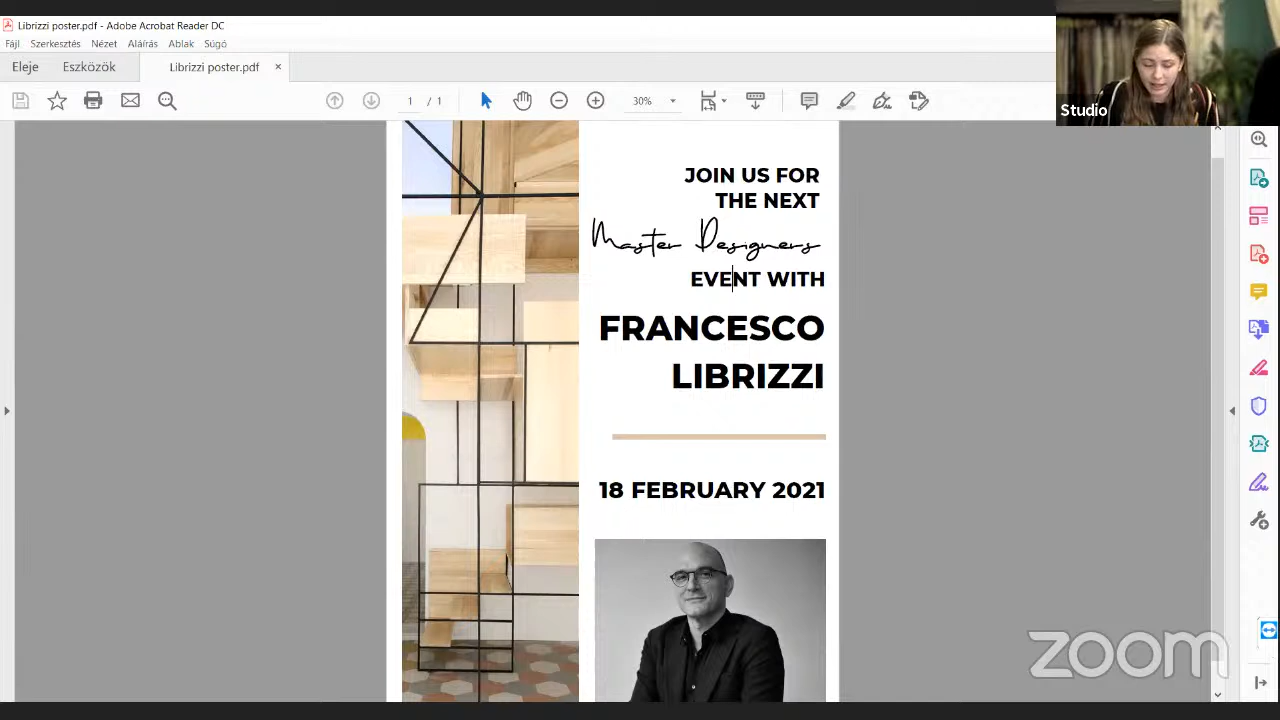 Librizzi poster.pdf - Adobe Acrobat Reader DC
Fájl Szerkesztés Nézet Aláírás Ablak Súgó
Eleje Eszközök Librizzi poster.pdf ×
1 / 1 30%
Studio
JOIN US FOR
THE NEXT
Master Designers
EVENT WITH
FRANCESCO
LIBRIZZI
18 FEBRUARY 2021
zoom